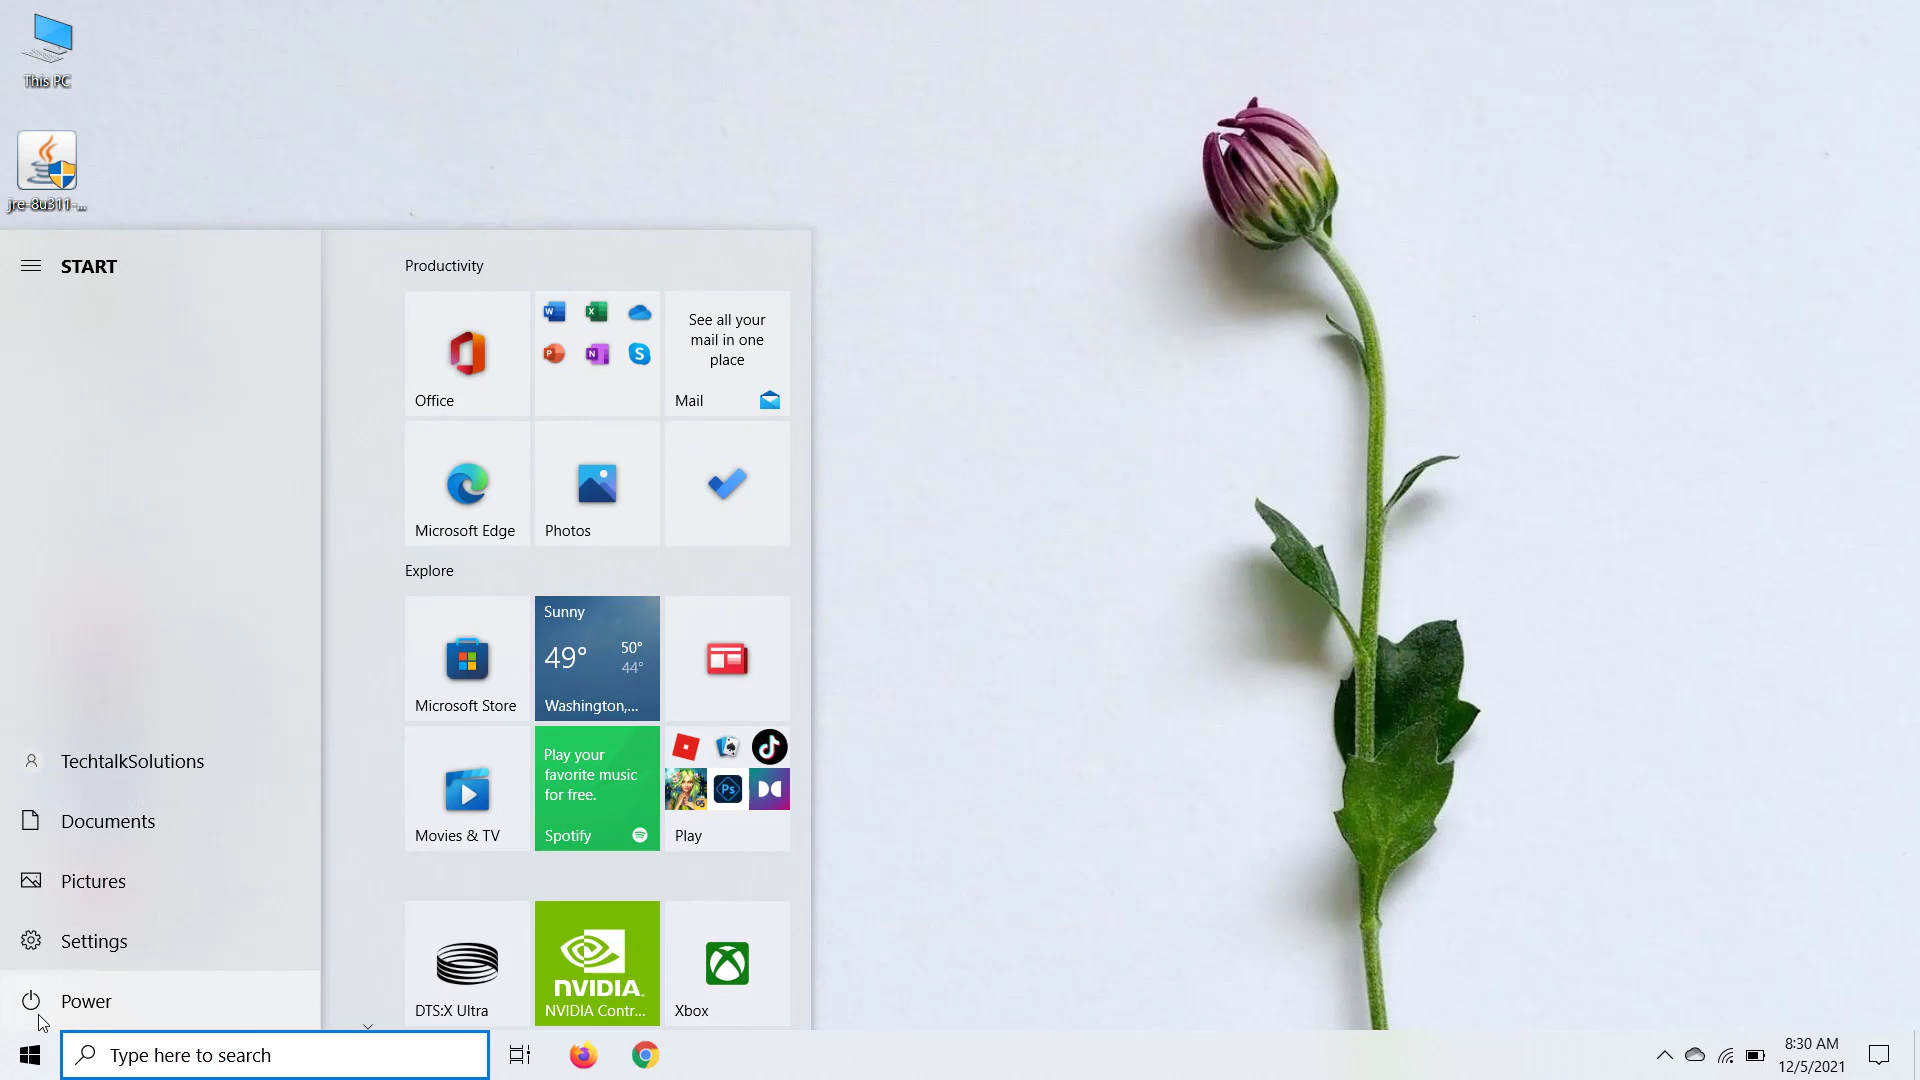 This PC
jre-8u311-...
START
TechtalkSolutions
Documents
Pictures
Settings
Power
Productivity
Office
See all your
mail in one
place
Mail
Microsoft Edge
Photos
Explore
Microsoft Store
Sunny
49°
50°
44°
Washington,...
Movies & TV
Play your
favorite music
for free.
Spotify
Ps
Play
DTS:X Ultra
NVIDIA
NVIDIA Contr...
Xbox
Type here to search
8:30 AM
12/5/2021